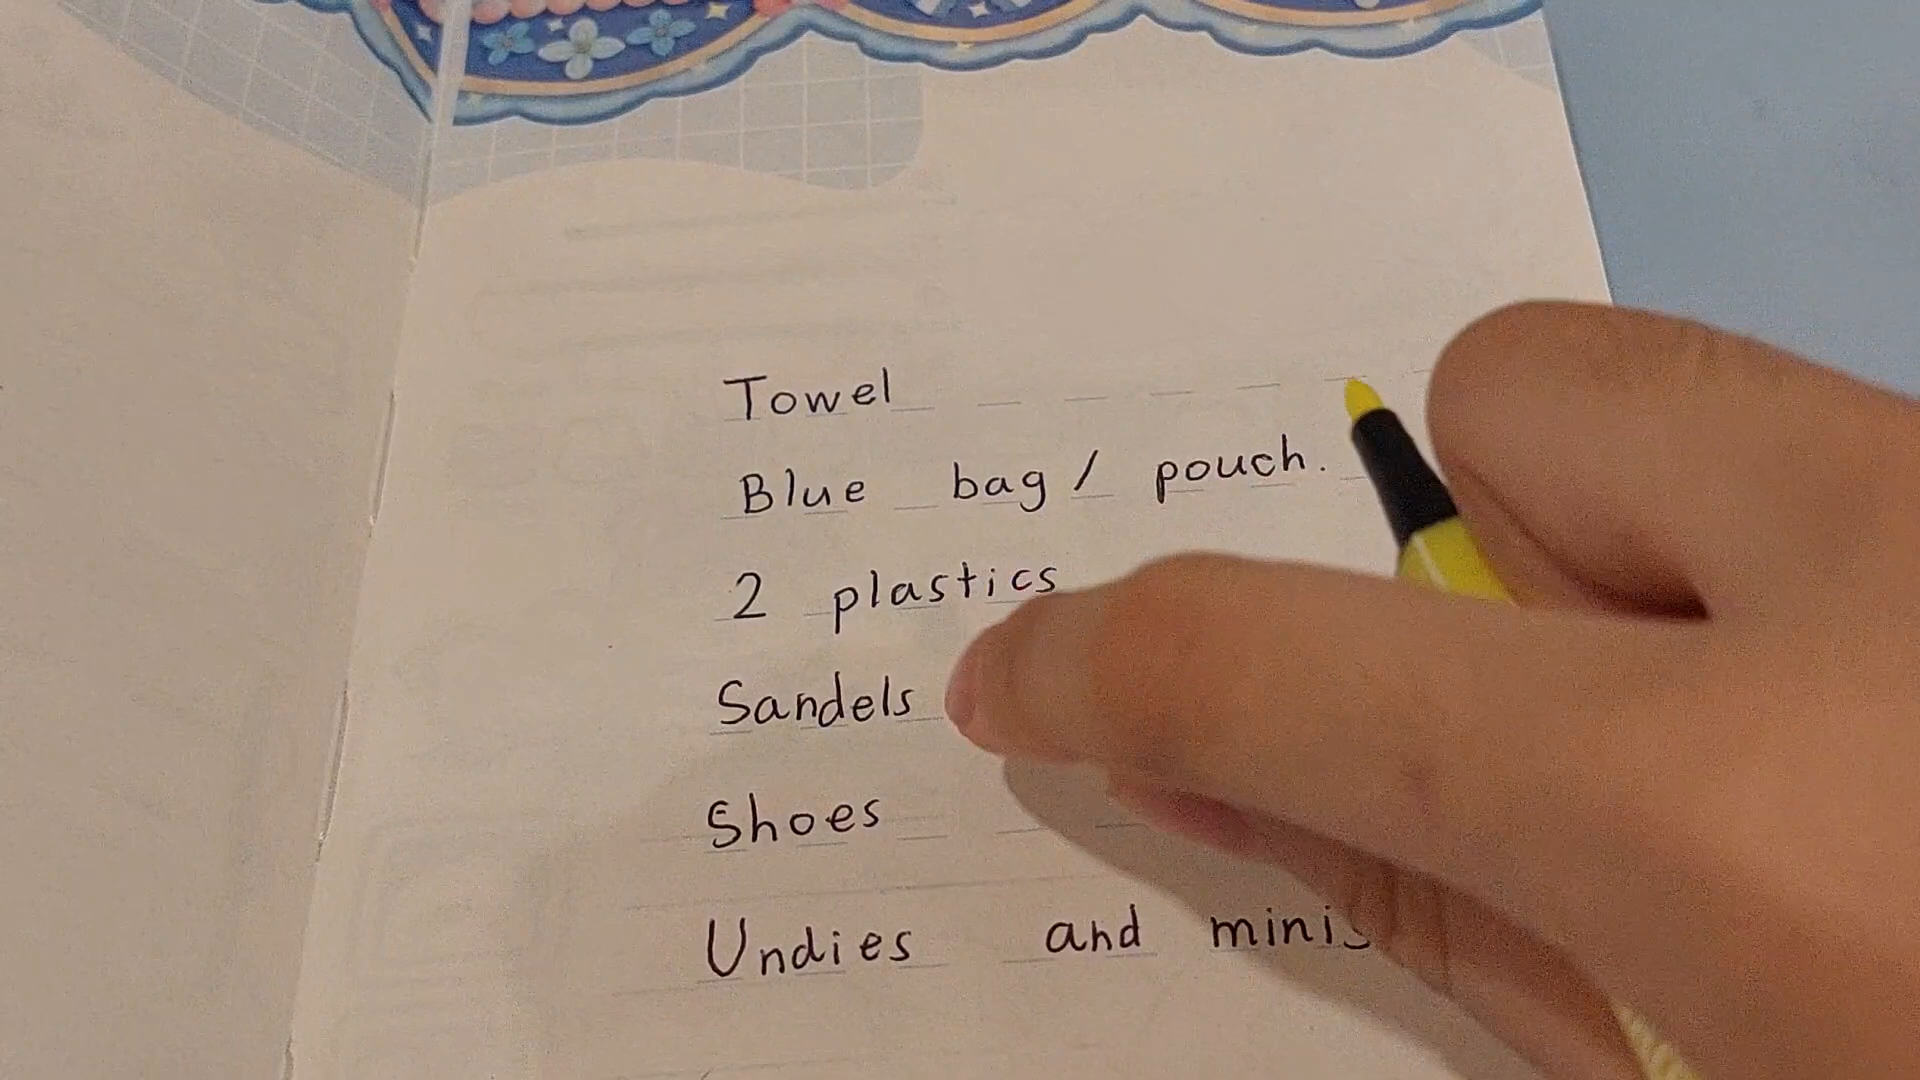 Towel
Blue bag / pouch.
2 plastics
Sandels
Shoes
Undies and minis